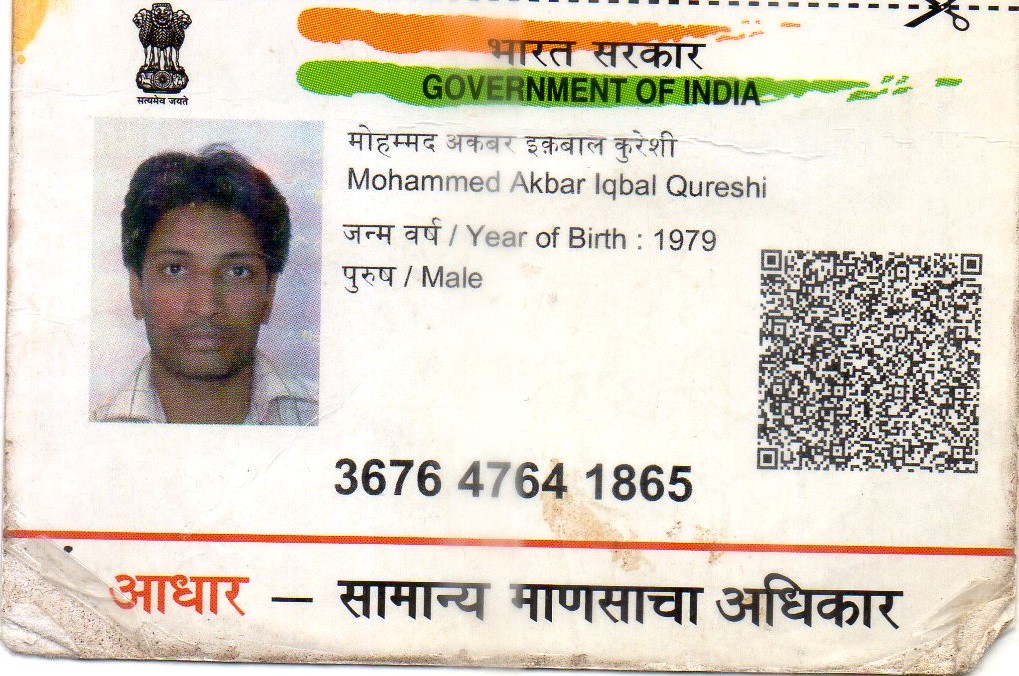 सत्यमेव जयते
भारत सरकार
GOVERNMENT OF INDIA
मोहम्मद अकबर इक़बाल कुरेशी
Mohammed Akbar Iqbal Qureshi
जन्म वर्ष / Year of Birth : 1979
पुरुष / Male
3676 4764 1865
आधार — सामान्य माणसाचा अधिकार